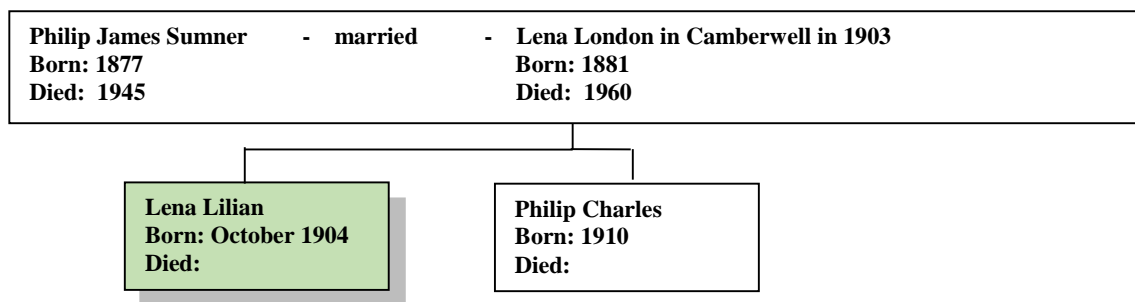 Philip James Sumner - married - Lena London in Camberwell in 1903
Born: 1877 Born: 1881
Died: 1945 Died: 1960
Lena Lilian
Born: October 1904
Died:
Philip Charles
Born: 1910
Died: